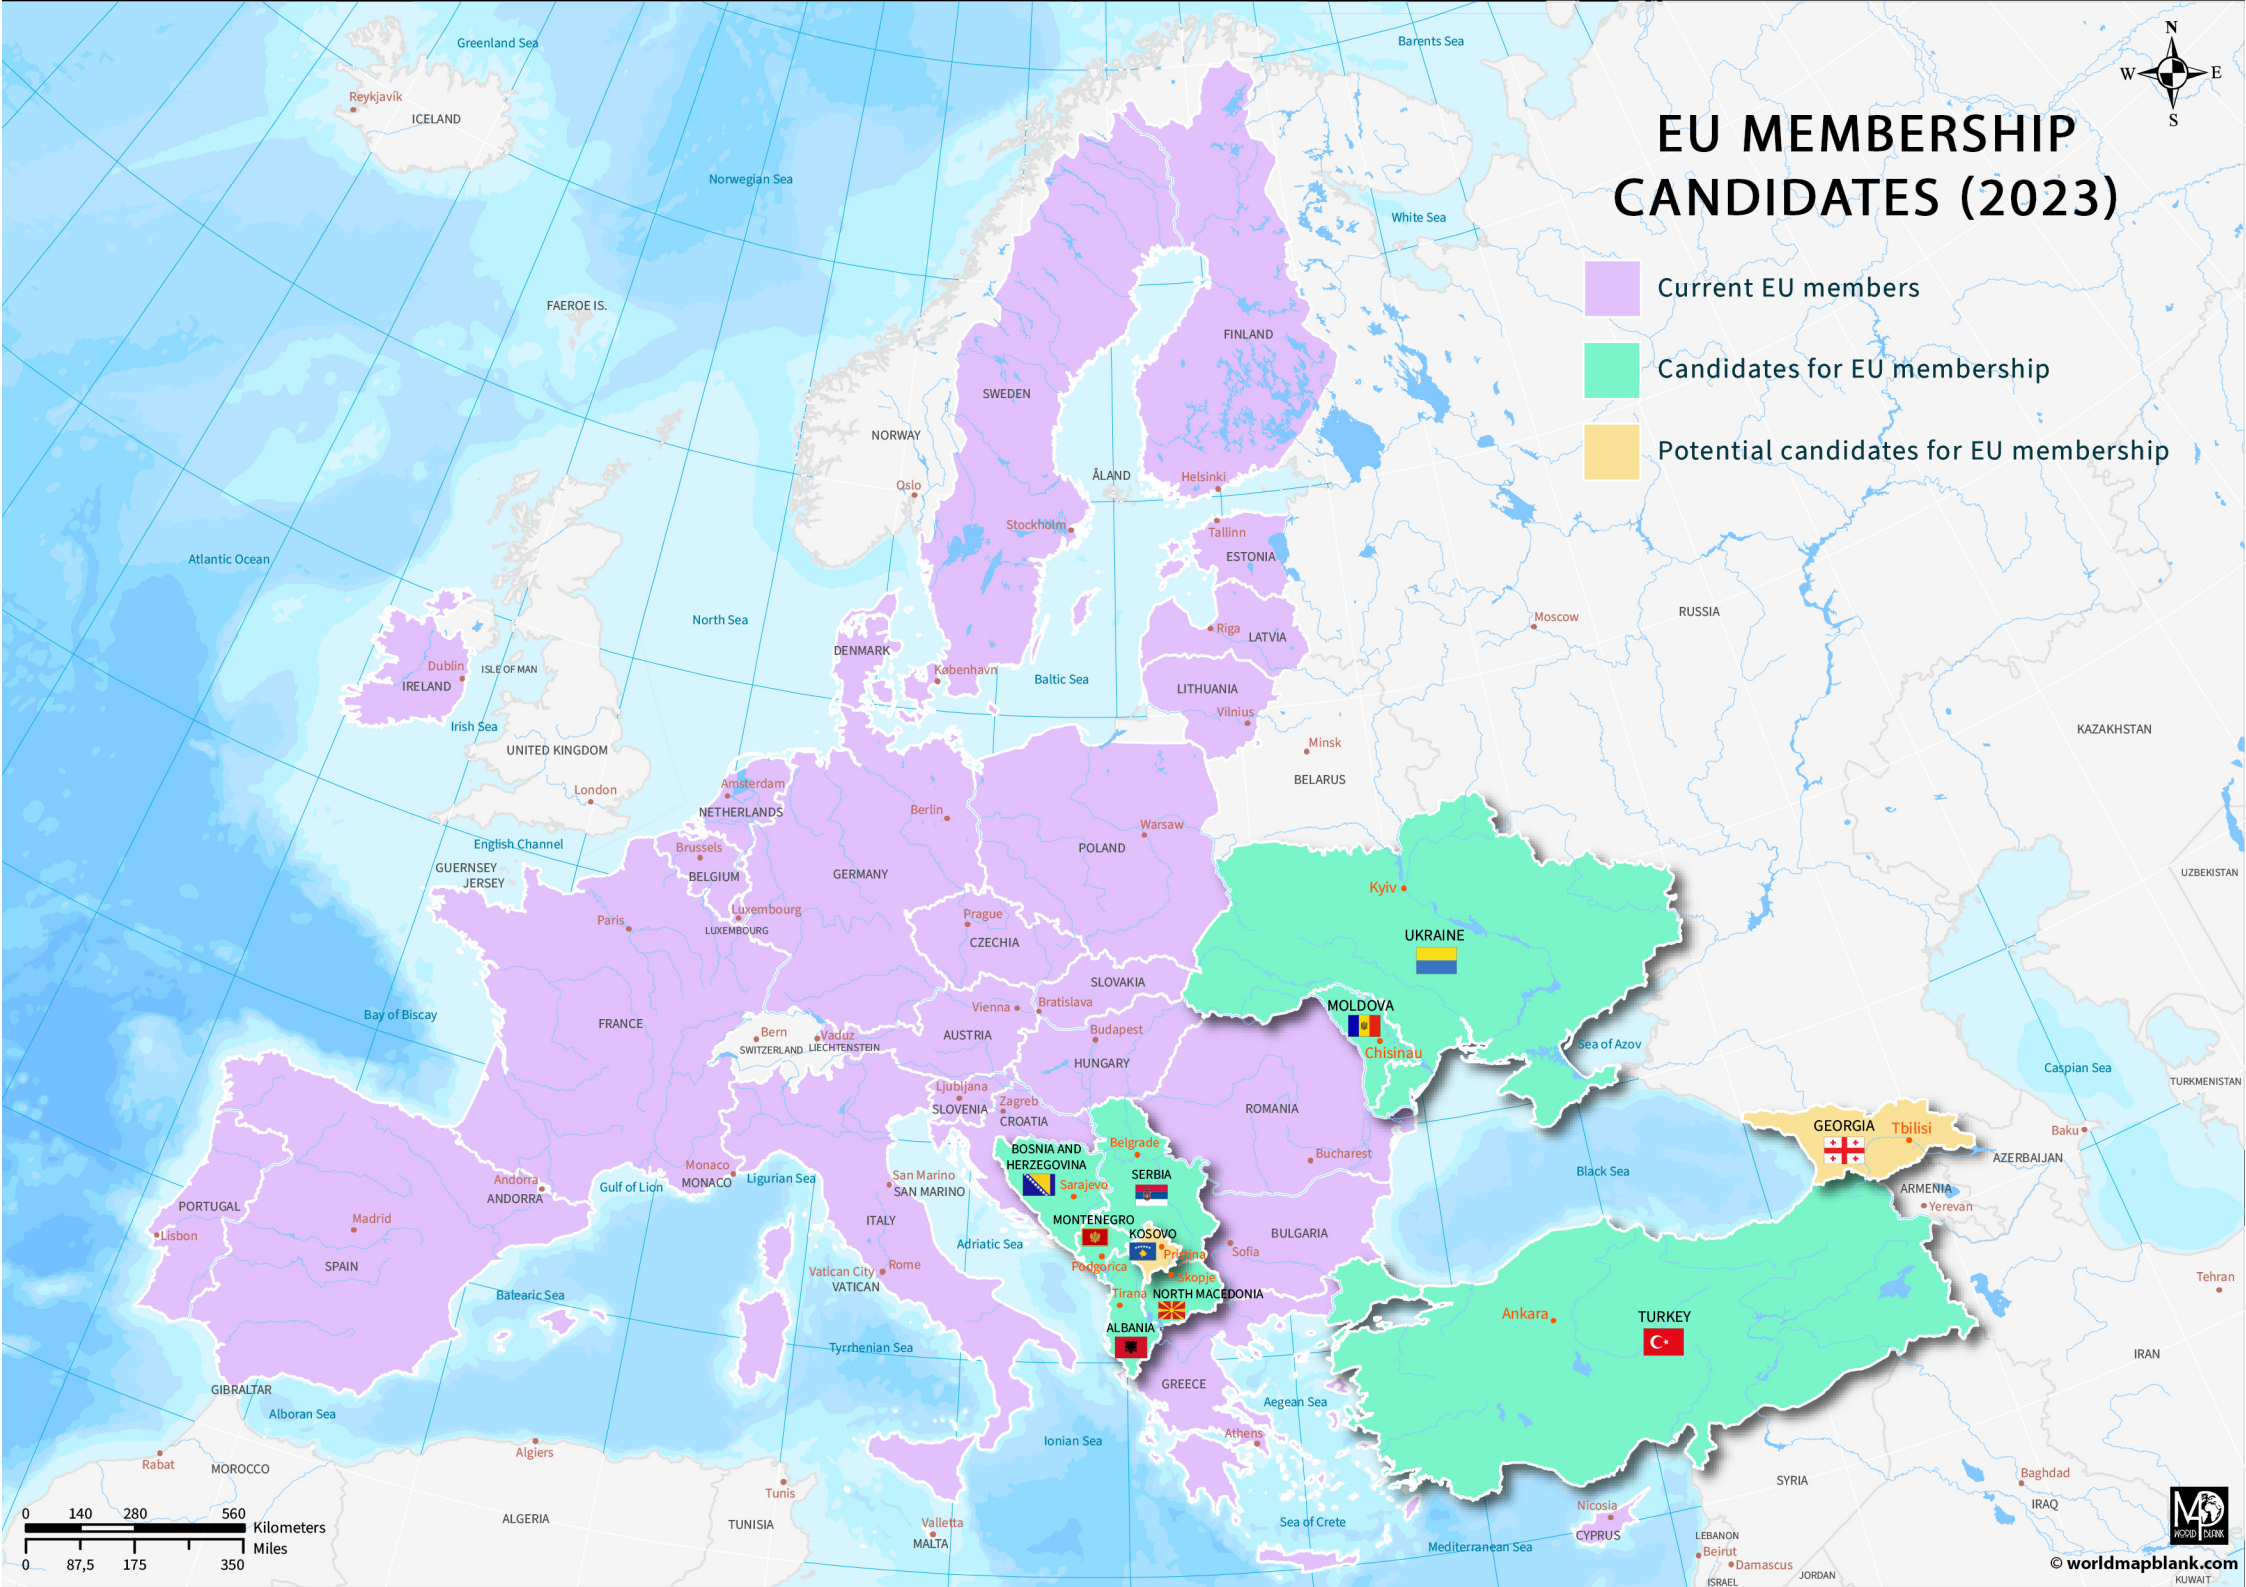 EU MEMBERSHIP
CANDIDATES (2023)
Current EU members
Candidates for EU membership
Potential candidates for EU membership
N
W
E
S
Greenland Sea
Barents Sea
Reykjavík
ICELAND
Norwegian Sea
White Sea
FAEROE IS.
FINLAND
SWEDEN
NORWAY
ÅLAND
Helsinki
Oslo
Stockholm
Tallinn
ESTONIA
Atlantic Ocean
North Sea
Moscow
RUSSIA
Riga
LATVIA
DENMARK
Dublin
ISLE OF MAN
København
IRELAND
Baltic Sea
LITHUANIA
Vilnius
Irish Sea
UNITED KINGDOM
Minsk
BELARUS
KAZAKHSTAN
London
Amsterdam
NETHERLANDS
Berlin
Warsaw
POLAND
English Channel
Brussels
BELGIUM
GUERNSEY
JERSEY
GERMANY
UZBEKISTAN
Kyiv
Luxembourg
LUXEMBOURG
Paris
Prague
CZECHIA
UKRAINE
SLOVAKIA
Bay of Biscay
FRANCE
Vienna
Bratislava
MOLDOVA
Chisinau
Bern
SWITZERLAND
Vaduz
LIECHTENSTEIN
AUSTRIA
Budapest
HUNGARY
Sea of Azov
Caspian Sea
TURKMENISTAN
Ljubljana
SLOVENIA
Zagreb
CROATIA
ROMANIA
Bucharest
GEORGIA
Tbilisi
Baku
AZERBAIJAN
ARMENIA
Yerevan
Belgrade
BOSNIA AND
HERZEGOVINA
Sarajevo
SERBIA
Black Sea
Monaco
MONACO
Ligurian Sea
San Marino
SAN MARINO
Andorra
ANDORRA
Gulf of Lion
PORTUGAL
Lisbon
Madrid
SPAIN
ITALY
Adriatic Sea
MONTENEGRO
Podgorica
KOSOVO
Pristina
Sofia
BULGARIA
Skopje
NORTH MACEDONIA
Tirana
ALBANIA
Vatican City
VATICAN
Rome
Balearic Sea
Tyrrhenian Sea
Ankara
TURKEY
Tehran
IRAN
GREECE
Aegean Sea
GIBRALTAR
Alboran Sea
Ionian Sea
Athens
Rabat
MOROCCO
Algiers
ALGERIA
Tunis
TUNISIA
Valletta
MALTA
Sea of Crete
Mediterranean Sea
Nicosia
CYPRUS
SYRIA
Baghdad
IRAQ
LEBANON
Beirut
Damascus
ISRAEL
JORDAN
KUWAIT
0 140 280 560
Kilometers
Miles
0 87,5 175 350
MP
WORLD BLANK
© worldmapblank.com